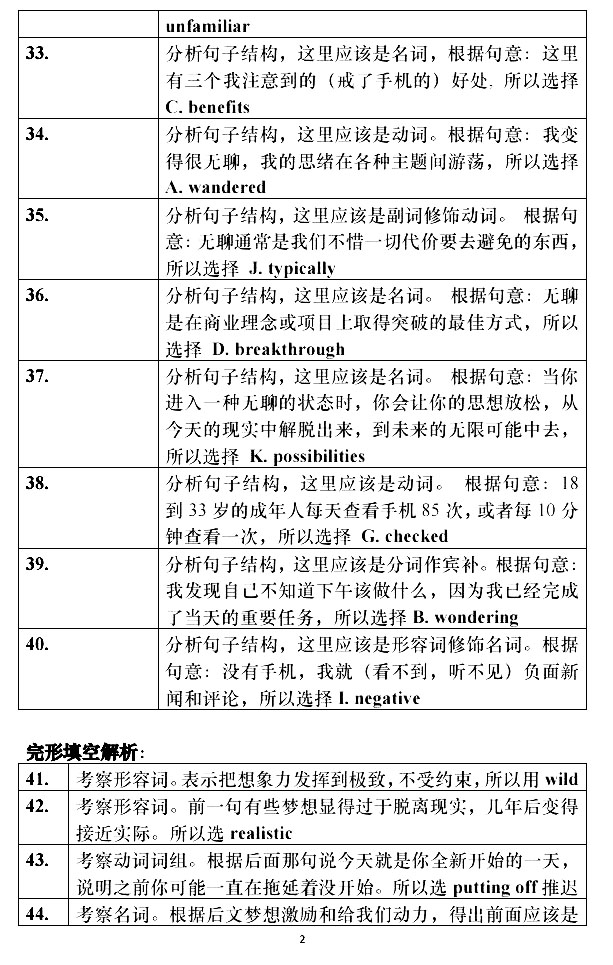 unfamiliar
33. 分析句子结构，这里应该是名词，根据句意：这里
有三个我注意到的（戒了手机的）好处. 所以选择
C. benefits
34. 分析句子结构，这里应该是动词。根据句意：我变
得很无聊，我的思绪在各种主题间游荡，所以选择
A. wandered
35. 分析句子结构，这里应该是副词修饰动词。 根据句
意：无聊通常是我们不惜一切代价要去避免的东西，
所以选择 J. typically
36. 分析句子结构，这里应该是名词。 根据句意：无聊
是在商业理念或项目上取得突破的最佳方式，所以
选择 D. breakthrough
37. 分析句子结构，这里应该是名词。 根据句意：当你
进入一种无聊的状态时，你会让你的思想放松，从
今天的现实中解脱出来，到未来的无限可能中去，
所以选择 K. possibilities
38. 分析句子结构，这里应该是动词。 根据句意：18
到 33 岁的成年人每天查看手机 85 次，或者每 10 分
钟查看一次，所以选择 G. checked
39. 分析句子结构，这里应该是分词作宾补。根据句意：
我发现自己不知道下午该做什么，因为我已经完成
了当天的重要任务，所以选择 B. wondering
40. 分析句子结构，这里应该是形容词修饰名词。根据
句意：没有手机，我就（看不到，听不见）负面新
闻和评论，所以选择 I. negative
完形填空解析：
41. 考察形容词。表示把想象力发挥到极致，不受约束，所以用 wild
42. 考察形容词。前一句有些梦想显得过于脱离现实，几年后变得
接近实际。所以选 realistic
43. 考察动词词组。根据后面那句说今天就是你全新开始的一天，
说明之前你可能一直在拖延着没开始。所以选 putting off 推迟
44. 考察名词。根据后文梦想激励和给我们动力，得出前面应该是
2